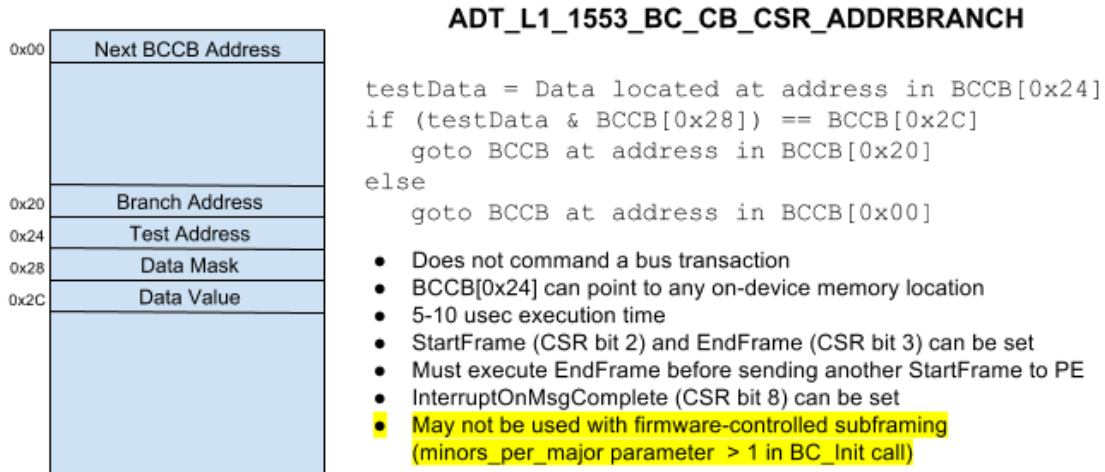 ADT_L1_1553_BC_CB_CSR_ADDRBRANCH
0x00 Next BCCB Address
0x20 Branch Address
0x24 Test Address
0x28 Data Mask
0x2C Data Value
testData = Data located at address in BCCB[0x24]
if (testData & BCCB[0x28]) == BCCB[0x2C]
   goto BCCB at address in BCCB[0x20]
else
   goto BCCB at address in BCCB[0x00]
● Does not command a bus transaction
● BCCB[0x24] can point to any on-device memory location
● 5-10 usec execution time
● StartFrame (CSR bit 2) and EndFrame (CSR bit 3) can be set
● Must execute EndFrame before sending another StartFrame to PE
● InterruptOnMsgComplete (CSR bit 8) can be set
● May not be used with firmware-controlled subframing
(minors_per_major parameter > 1 in BC_Init call)